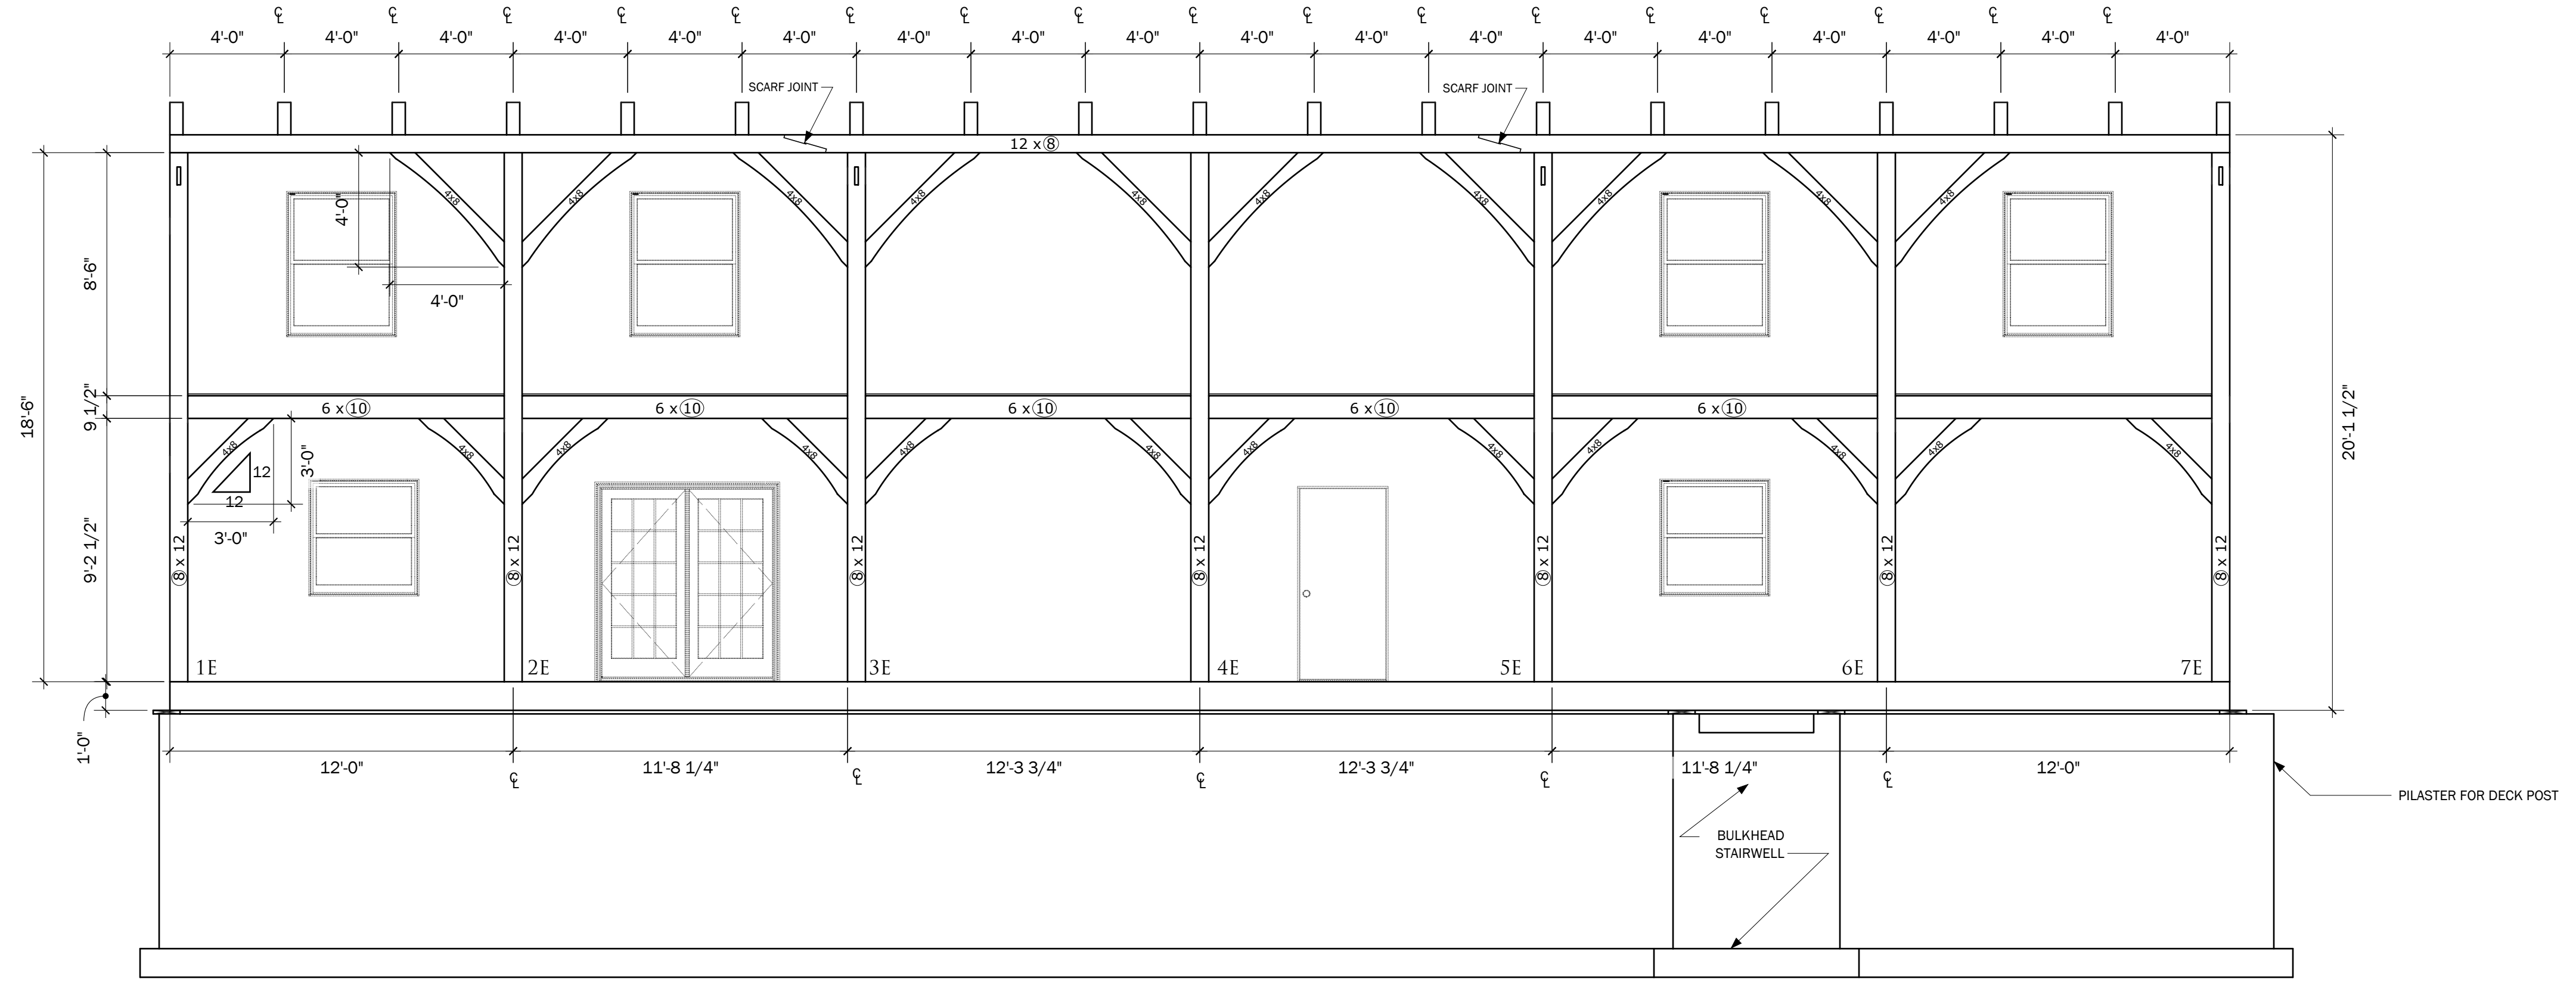 ℄ ℄ ℄ ℄ ℄ ℄ ℄ ℄ ℄ ℄ ℄ ℄ ℄ ℄ ℄ ℄ ℄
4'-0" 4'-0" 4'-0" 4'-0" 4'-0" 4'-0" 4'-0" 4'-0" 4'-0" 4'-0" 4'-0" 4'-0" 4'-0" 4'-0" 4'-0" 4'-0" 4'-0" 4'-0"
SCARF JOINT
SCARF JOINT
12 x 8
4x8 4x8 4x8 4x8 4x8 4x8 4x8 4x8 4x8 4x8
4'-0"
4'-0"
8'-6"
9 1/2"
18'-6"
9'-2 1/2"
1'-0"
20'-1 1/2"
6 x 10 6 x 10 6 x 10 6 x 10 6 x 10
4x8 4x8 4x8 4x8 4x8 4x8 4x8 4x8 4x8 4x8 4x8 4x8
12
12
3'-0"
3'-0"
8 x 12 8 x 12 8 x 12 8 x 12 8 x 12 8 x 12 8 x 12
1E 2E 3E 4E 5E 6E 7E
12'-0" 11'-8 1/4" 12'-3 3/4" 12'-3 3/4" 11'-8 1/4" 12'-0"
℄ ℄ ℄ ℄ ℄
PILASTER FOR DECK POST
BULKHEAD
STAIRWELL